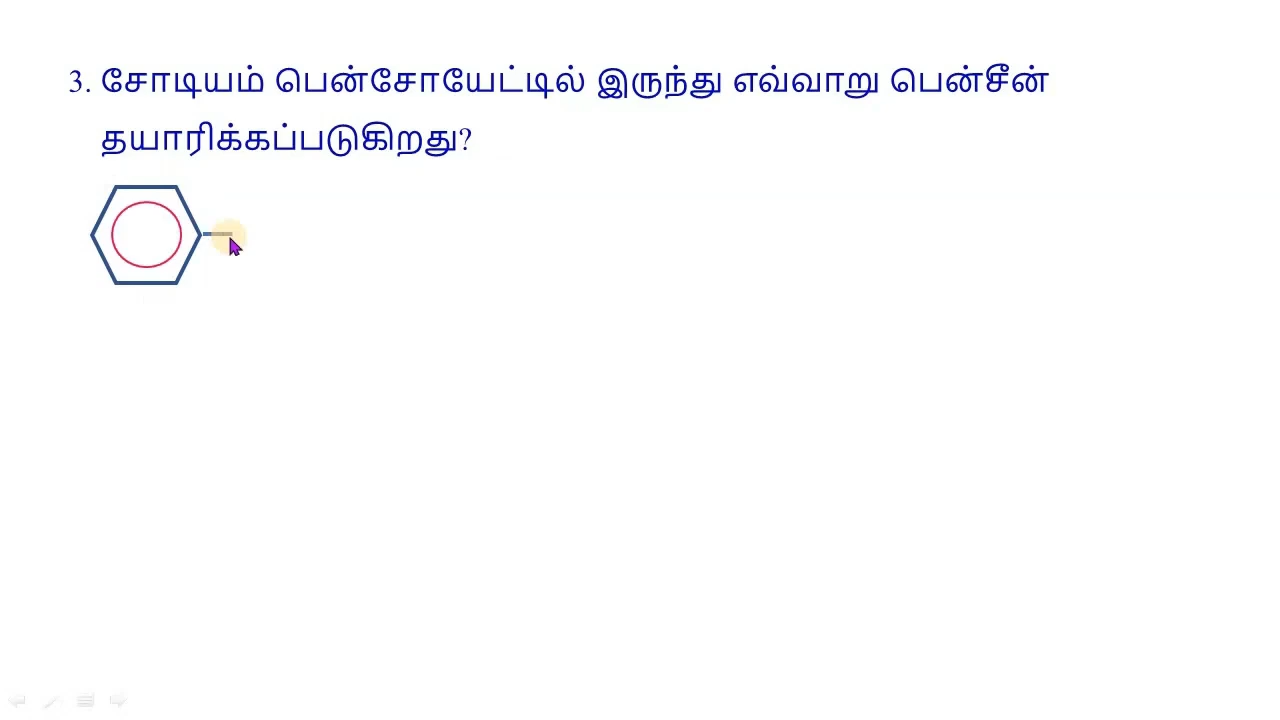 3. சோடியம் பென்சோயேட்டில் இருந்து எவ்வாறு பென்சீன்
தயாரிக்கப்படுகிறது?